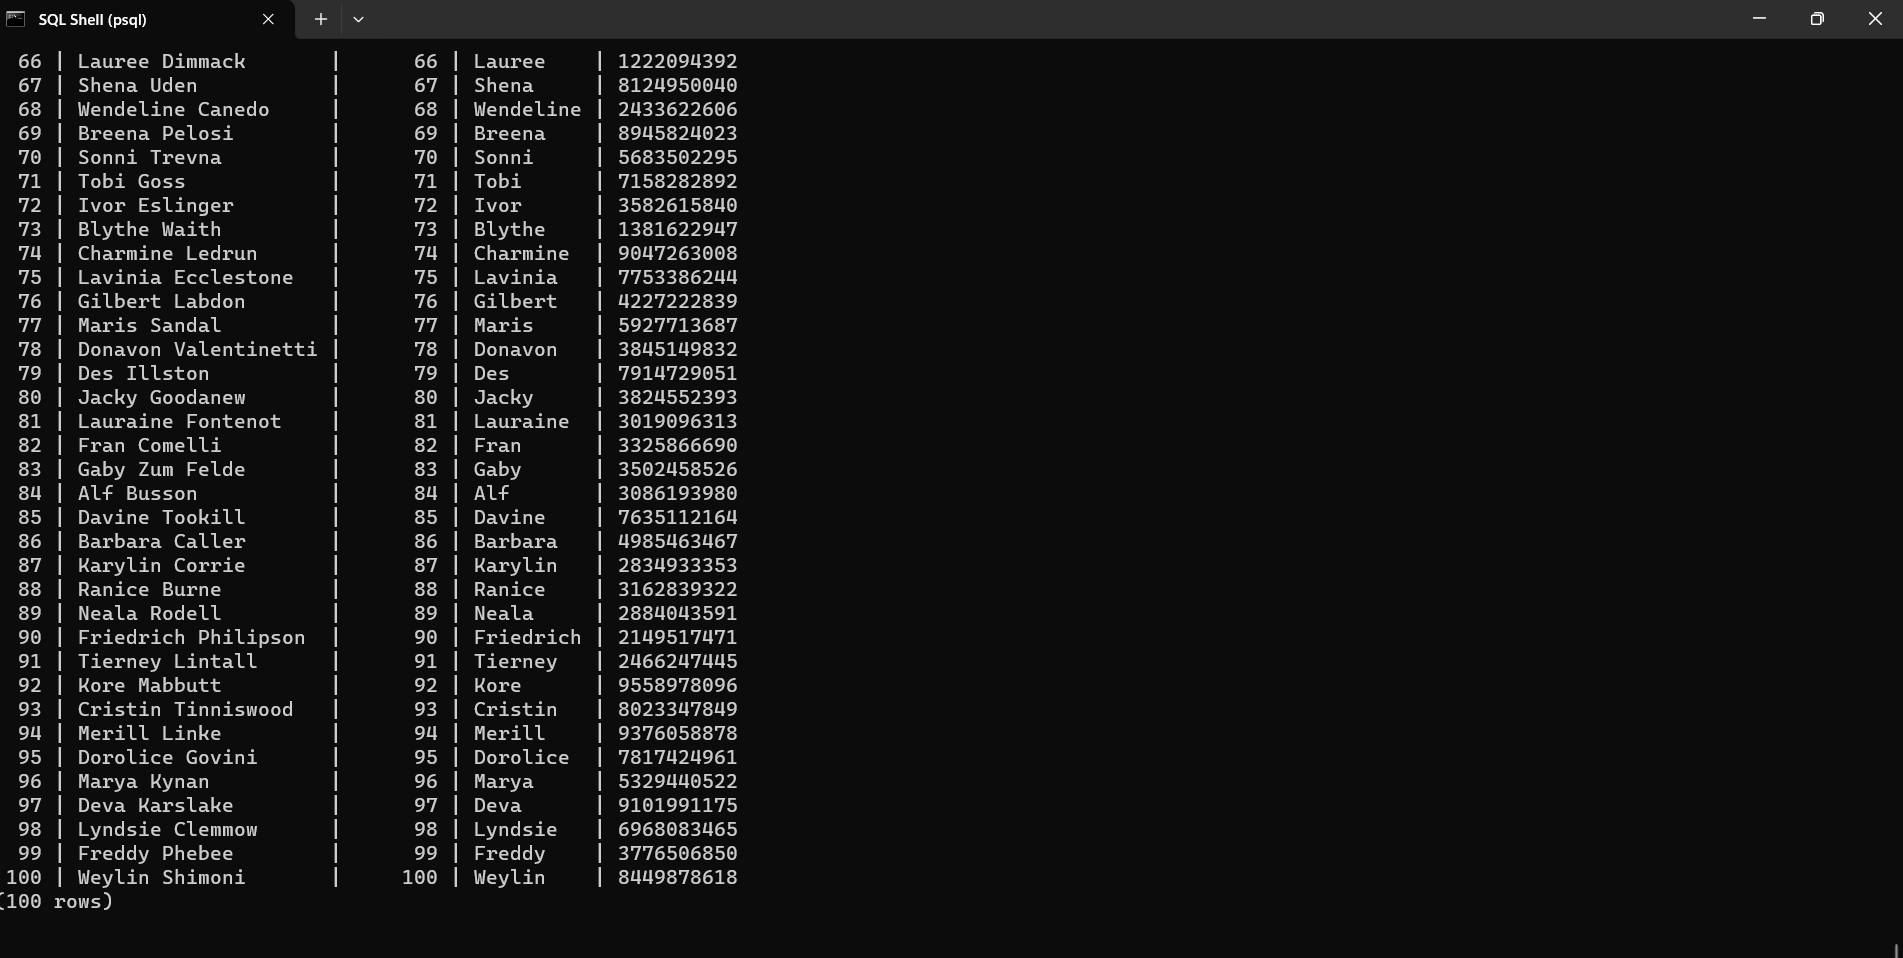 SQL Shell (psql)
66 | Lauree Dimmack | 66 | Lauree | 1222094392
67 | Shena Uden | 67 | Shena | 8124950040
68 | Wendeline Canedo | 68 | Wendeline | 2433622606
69 | Breena Pelosi | 69 | Breena | 8945824023
70 | Sonni Trevna | 70 | Sonni | 5683502295
71 | Tobi Goss | 71 | Tobi | 7158282892
72 | Ivor Eslinger | 72 | Ivor | 3582615840
73 | Blythe Waith | 73 | Blythe | 1381622947
74 | Charmine Ledrun | 74 | Charmine | 9047263008
75 | Lavinia Ecclestone | 75 | Lavinia | 7753386244
76 | Gilbert Labdon | 76 | Gilbert | 4227222839
77 | Maris Sandal | 77 | Maris | 5927713687
78 | Donavon Valentinetti | 78 | Donavon | 3845149832
79 | Des Illston | 79 | Des | 7914729051
80 | Jacky Goodanew | 80 | Jacky | 3824552393
81 | Lauraine Fontenot | 81 | Lauraine | 3019096313
82 | Fran Comelli | 82 | Fran | 3325866690
83 | Gaby Zum Felde | 83 | Gaby | 3502458526
84 | Alf Busson | 84 | Alf | 3086193980
85 | Davine Tookill | 85 | Davine | 7635112164
86 | Barbara Caller | 86 | Barbara | 4985463467
87 | Karylin Corrie | 87 | Karylin | 2834933353
88 | Ranice Burne | 88 | Ranice | 3162839322
89 | Neala Rodell | 89 | Neala | 2884043591
90 | Friedrich Philipson | 90 | Friedrich | 2149517471
91 | Tierney Lintall | 91 | Tierney | 2466247445
92 | Kore Mabbutt | 92 | Kore | 9558978096
93 | Cristin Tinniswood | 93 | Cristin | 8023347849
94 | Merill Linke | 94 | Merill | 9376058878
95 | Dorolice Govini | 95 | Dorolice | 7817424961
96 | Marya Kynan | 96 | Marya | 5329440522
97 | Deva Karslake | 97 | Deva | 9101991175
98 | Lyndsie Clemmow | 98 | Lyndsie | 6968083465
99 | Freddy Phebee | 99 | Freddy | 3776506850
100 | Weylin Shimoni | 100 | Weylin | 8449878618
(100 rows)